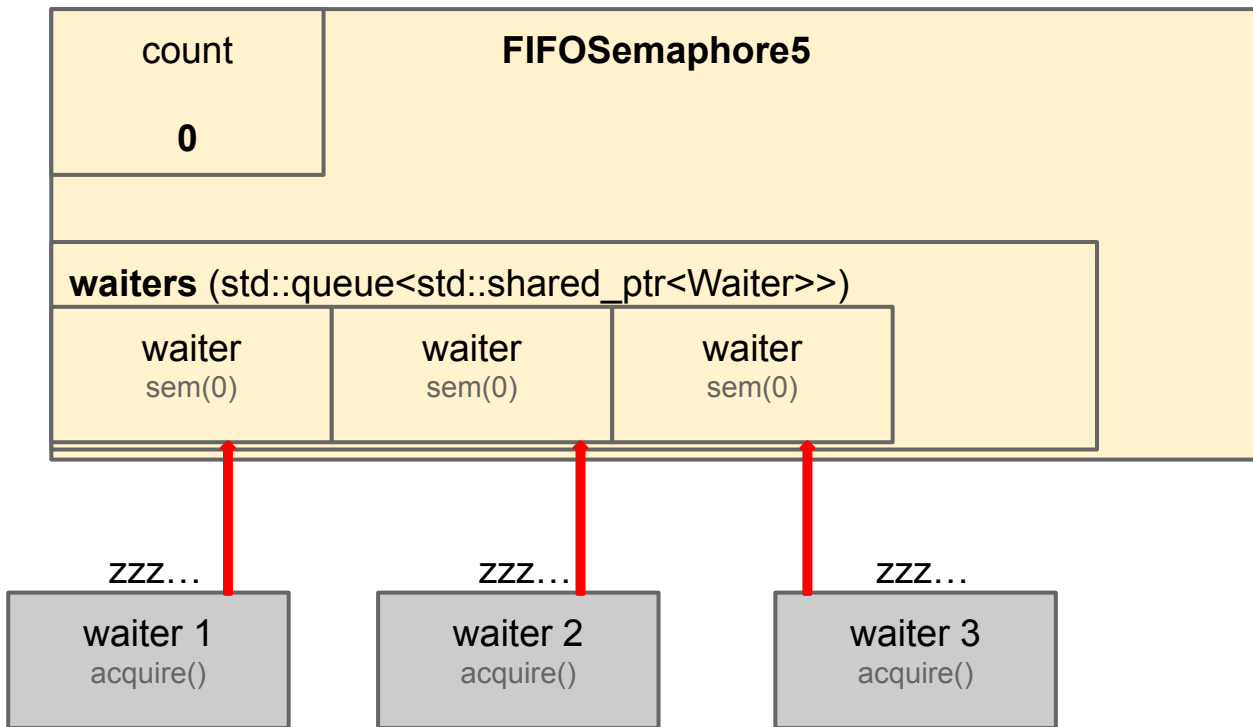 count
FIFOSemaphore5
0
waiters (std::queue<std::shared_ptr<Waiter>>)
waiter
sem(0)
waiter
sem(0)
waiter
sem(0)
zzz…
zzz…
zzz…
waiter 1
acquire()
waiter 2
acquire()
waiter 3
acquire()